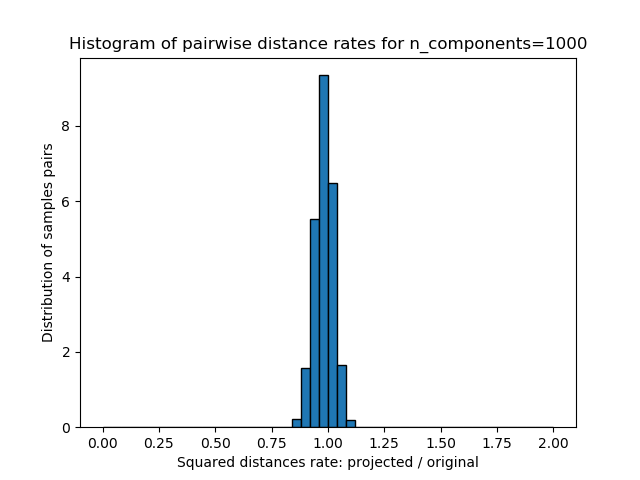 Histogram of pairwise distance rates for n_components=1000
Distribution of samples pairs
8
6
4
2
0
0.00 0.25 0.50 0.75 1.00 1.25 1.50 1.75 2.00
Squared distances rate: projected / original